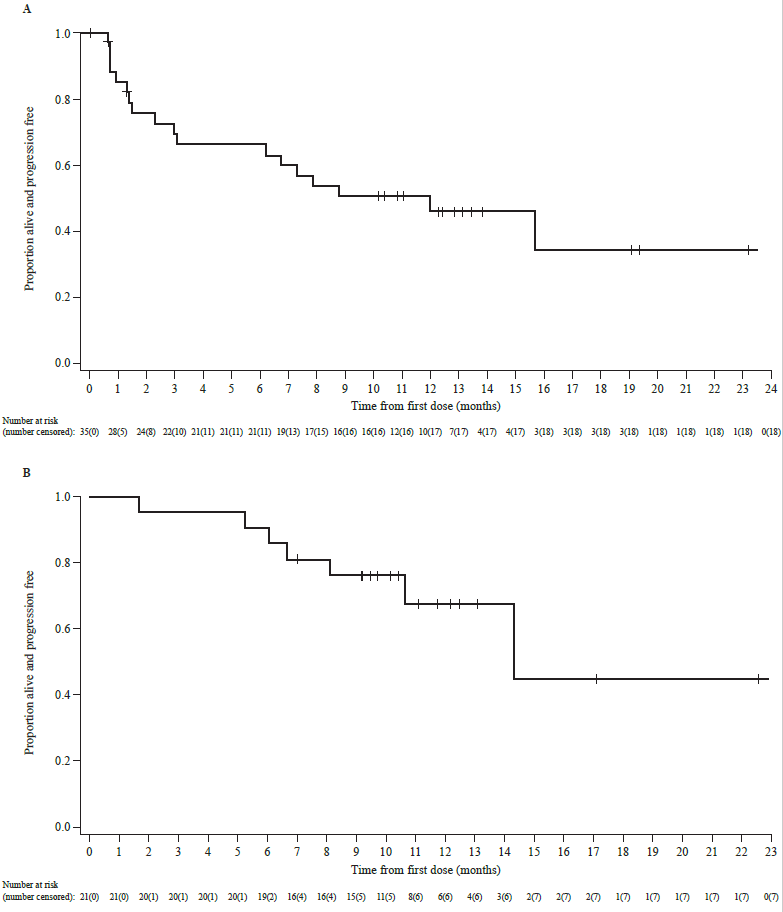 A
1.0
0.8
0.6
0.4
0.2
0.0
Proportion alive and progression free
0 1 2 3 4 5 6 7 8 9 10 11 12 13 14 15 16 17 18 19 20 21 22 23 24
Time from first dose (months)
Number at risk
(number censored): 35(0) 28(5) 24(8) 22(10) 21(11) 21(11) 21(11) 19(13) 17(15) 16(16) 16(16) 12(16) 10(17) 7(17) 4(17) 4(17) 3(18) 3(18) 3(18) 3(18) 1(18) 1(18) 1(18) 1(18) 0(18)
B
1.0
0.8
0.6
0.4
0.2
0.0
Proportion alive and progression free
0 1 2 3 4 5 6 7 8 9 10 11 12 13 14 15 16 17 18 19 20 21 22 23
Time from first dose (months)
Number at risk
(number censored): 21(0) 21(0) 20(1) 20(1) 20(1) 20(1) 19(2) 16(4) 16(4) 15(5) 11(5) 8(6) 6(6) 4(6) 3(6) 2(7) 2(7) 2(7) 1(7) 1(7) 1(7) 1(7) 1(7) 0(7)